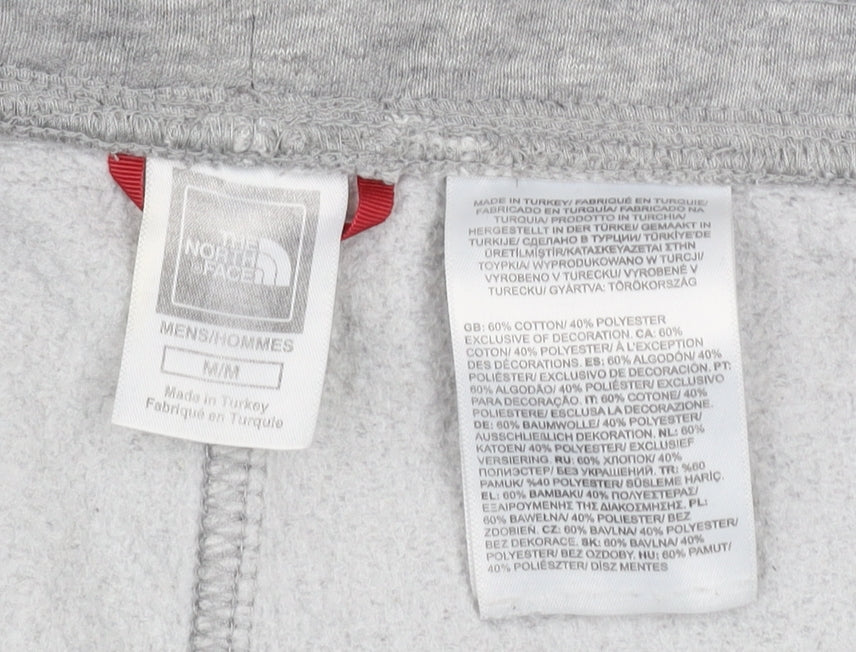 THE
NORTH
FACE
MENS/HOMMES
M/M
Made in Turkey
Fabriqué en Turquie
MADE IN TURKEY/ FABRIQUÉ EN TURQUIE/
FABRICADO EN TURQUÍA/ FABRICADO NA
TURQUIA/ PRODOTTO IN TURCHIA/
HERGESTELLT IN DER TÜRKEI/ GEMAAKT IN
TURKIJE/ СДЕЛАНО В ТУРЦИИ/ TÜRKİYE'DE
ÜRETİLMİŞTİR/ΚΑΤΑΣΚΕΥΑΖΕΤΑΙ ΣΤΗΝ
ΤΟΥΡΚΙΑ/ WYPRODUKOWANO W TURCJI/
VYROBENO V TURECKU/ VYROBENÉ V
TURECKU/ GYÁRTVA: TÖRÖKORSZÁG
GB: 60% COTTON/ 40% POLYESTER
EXCLUSIVE OF DECORATION. CA: 60%
COTON/ 40% POLYESTER/ À L'EXCEPTION
DES DÉCORATIONS. ES: 60% ALGODÓN/ 40%
POLIÉSTER/ EXCLUSIVO DE DECORACIÓN. PT:
60% ALGODÃO/ 40% POLIÉSTER/ EXCLUSIVO
PARA DECORAÇÃO. IT: 60% COTONE/ 40%
POLIESTERE/ ESCLUSA LA DECORAZIONE.
DE: 60% BAUMWOLLE/ 40% POLYESTER/
AUSSCHLIEßLICH DEKORATION. NL: 60%
KATOEN/ 40% POLYESTER/ EXCLUSIEF
VERSIERING. RU: 60% ХЛОПОК/ 40%
ПОЛИЭСТЕР/ БЕЗ УКРАШЕНИЙ. TR: %60
PAMUK/ %40 POLYESTER/ SÜSLEME HARİÇ.
EL: 60% ΒΑΜΒΑΚΙ/ 40% ΠΟΛΥΕΣΤΕΡΑΣ/
ΕΞΑΙΡΟΥΜΕΝΗΣ ΤΗΣ ΔΙΑΚΟΣΜΗΣΗΣ. PL:
60% BAWEŁNA/ 40% POLIESTER/ BEZ
ZDOBIEŃ. CZ: 60% BAVLNA/ 40% POLYESTER/
BEZ DEKORACE. SK: 60% BAVLNA/ 40%
POLYESTER/ BEZ OZDOBY. HU: 60% PAMUT/
40% POLIÉSZTER/ DÍSZ MENTES